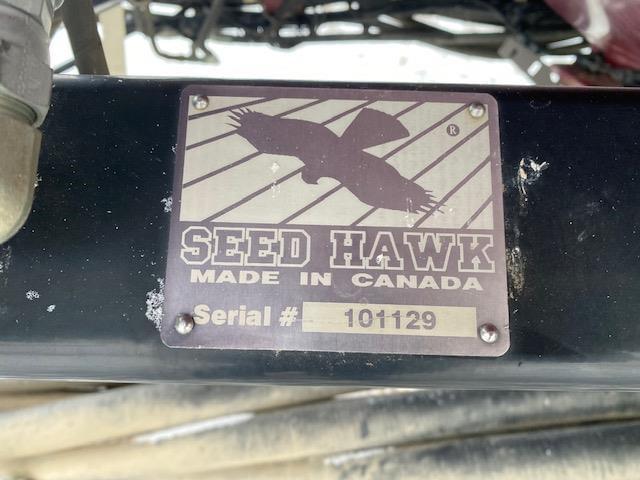 ®
SEED HAWK
MADE IN CANADA
Serial # 101129